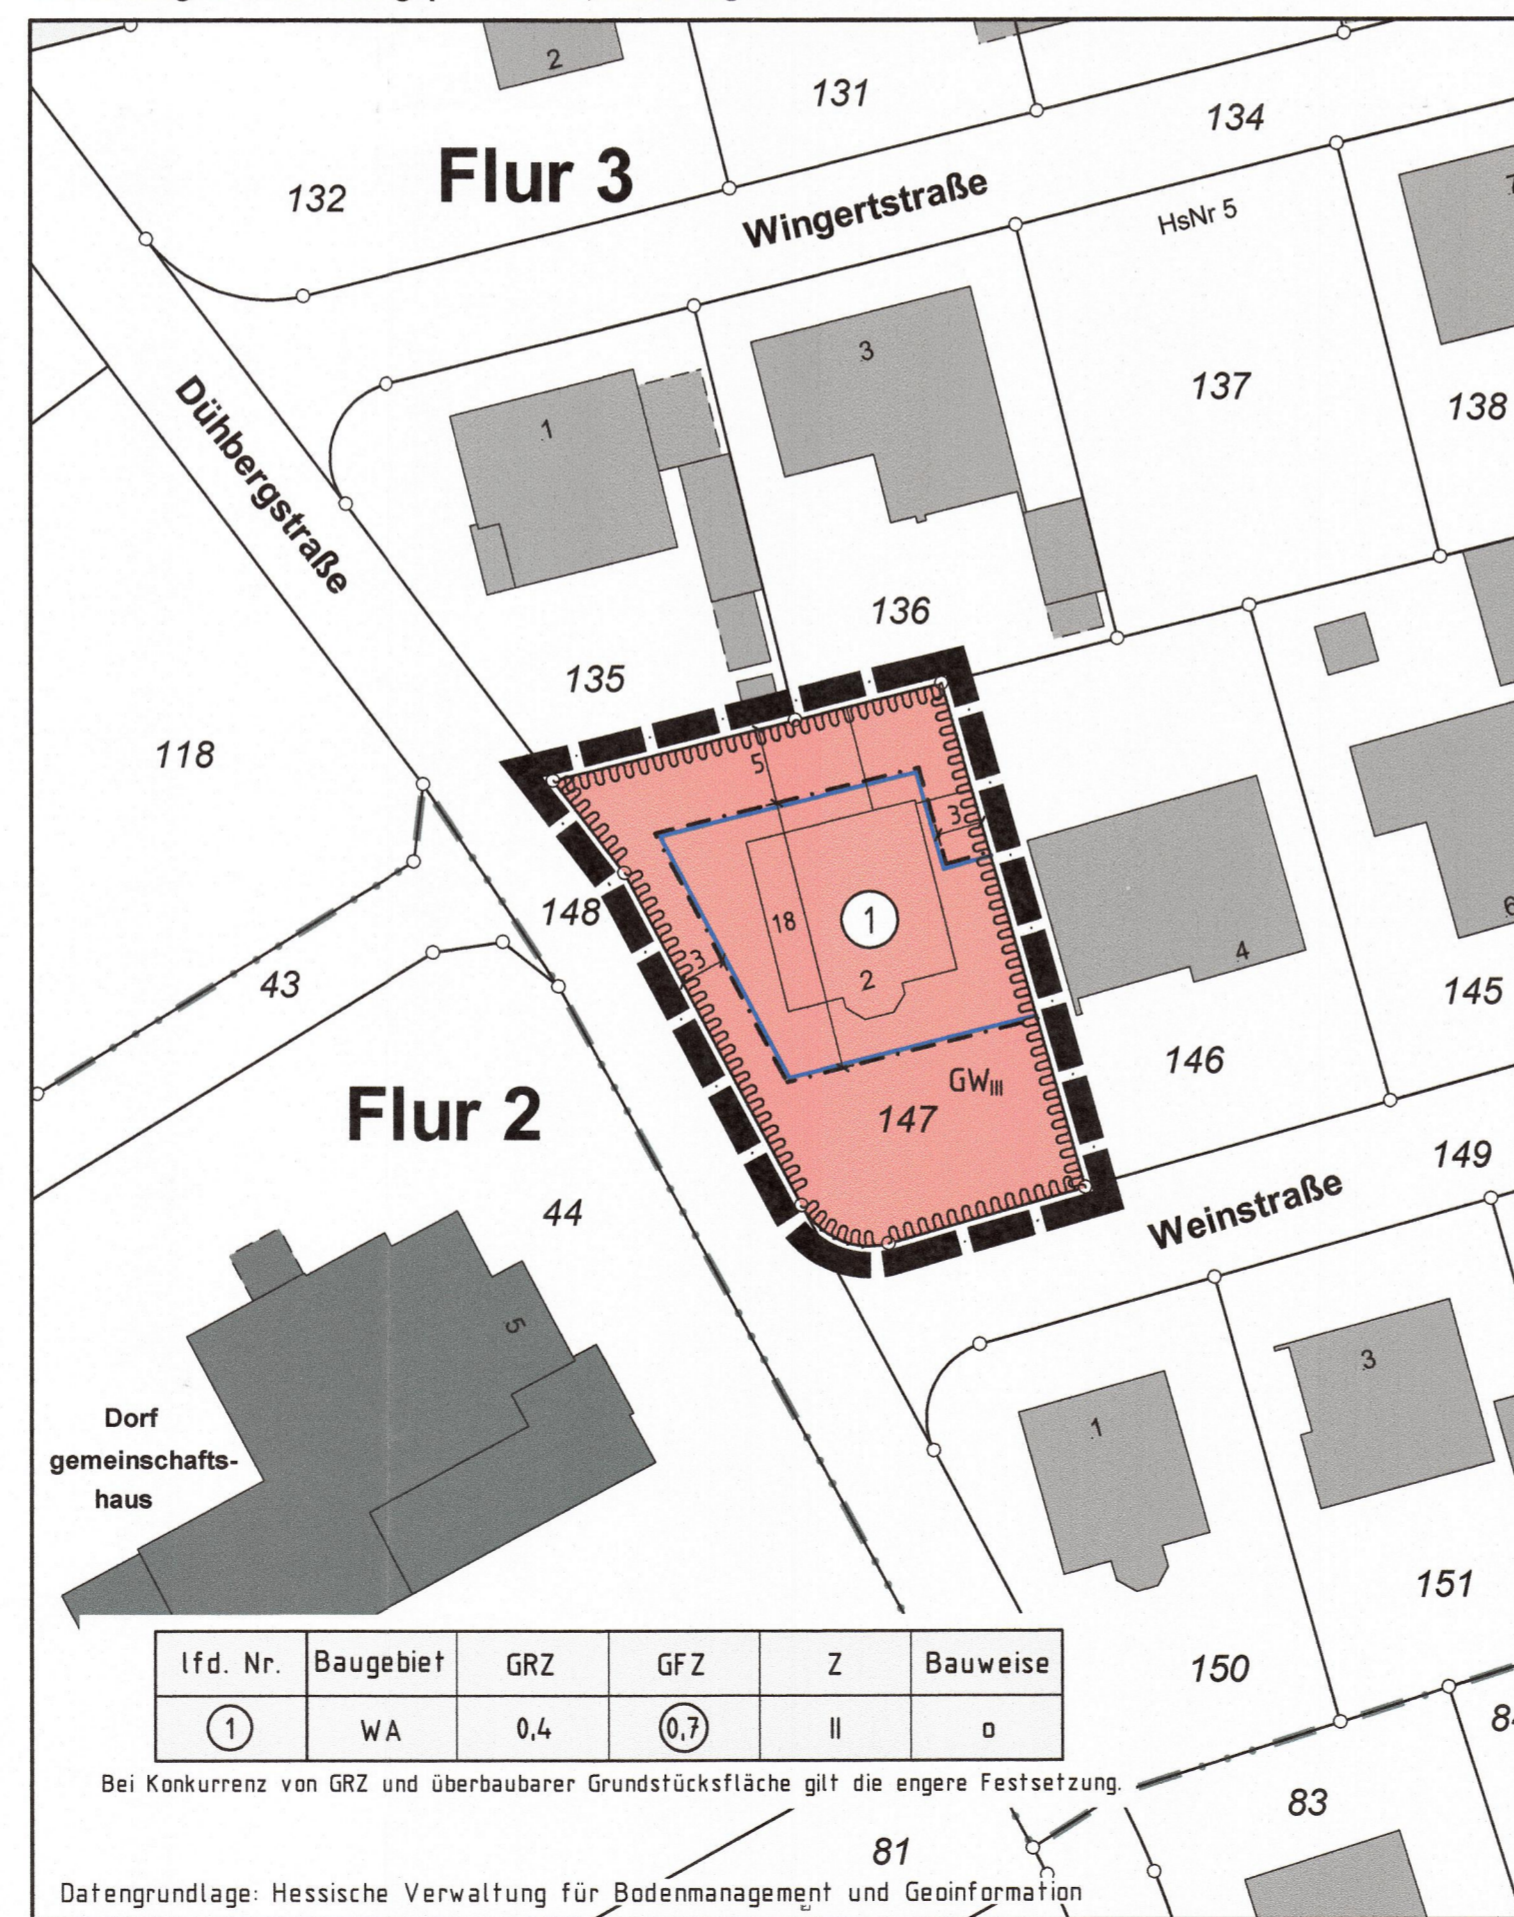 2
131
134
Flur 3
132
Wingertstraße
HsNr 5
7
3
137
138
1
Dühbergstraße
136
135
118
5
3
148
18
1
3
2
4
6
43
145
GWIII
146
147
Flur 2
149
44
Weinstraße
5
3
Dorf
gemeinschafts-
haus
1
151
lfd. Nr. Baugebiet GRZ GFZ Z Bauweise
1 WA 0,4 0,7 II o
150
84
Bei Konkurrenz von GRZ und überbaubarer Grundstücksfläche gilt die engere Festsetzung.
83
81
Datengrundlage: Hessische Verwaltung für Bodenmanagement und Geoinformation